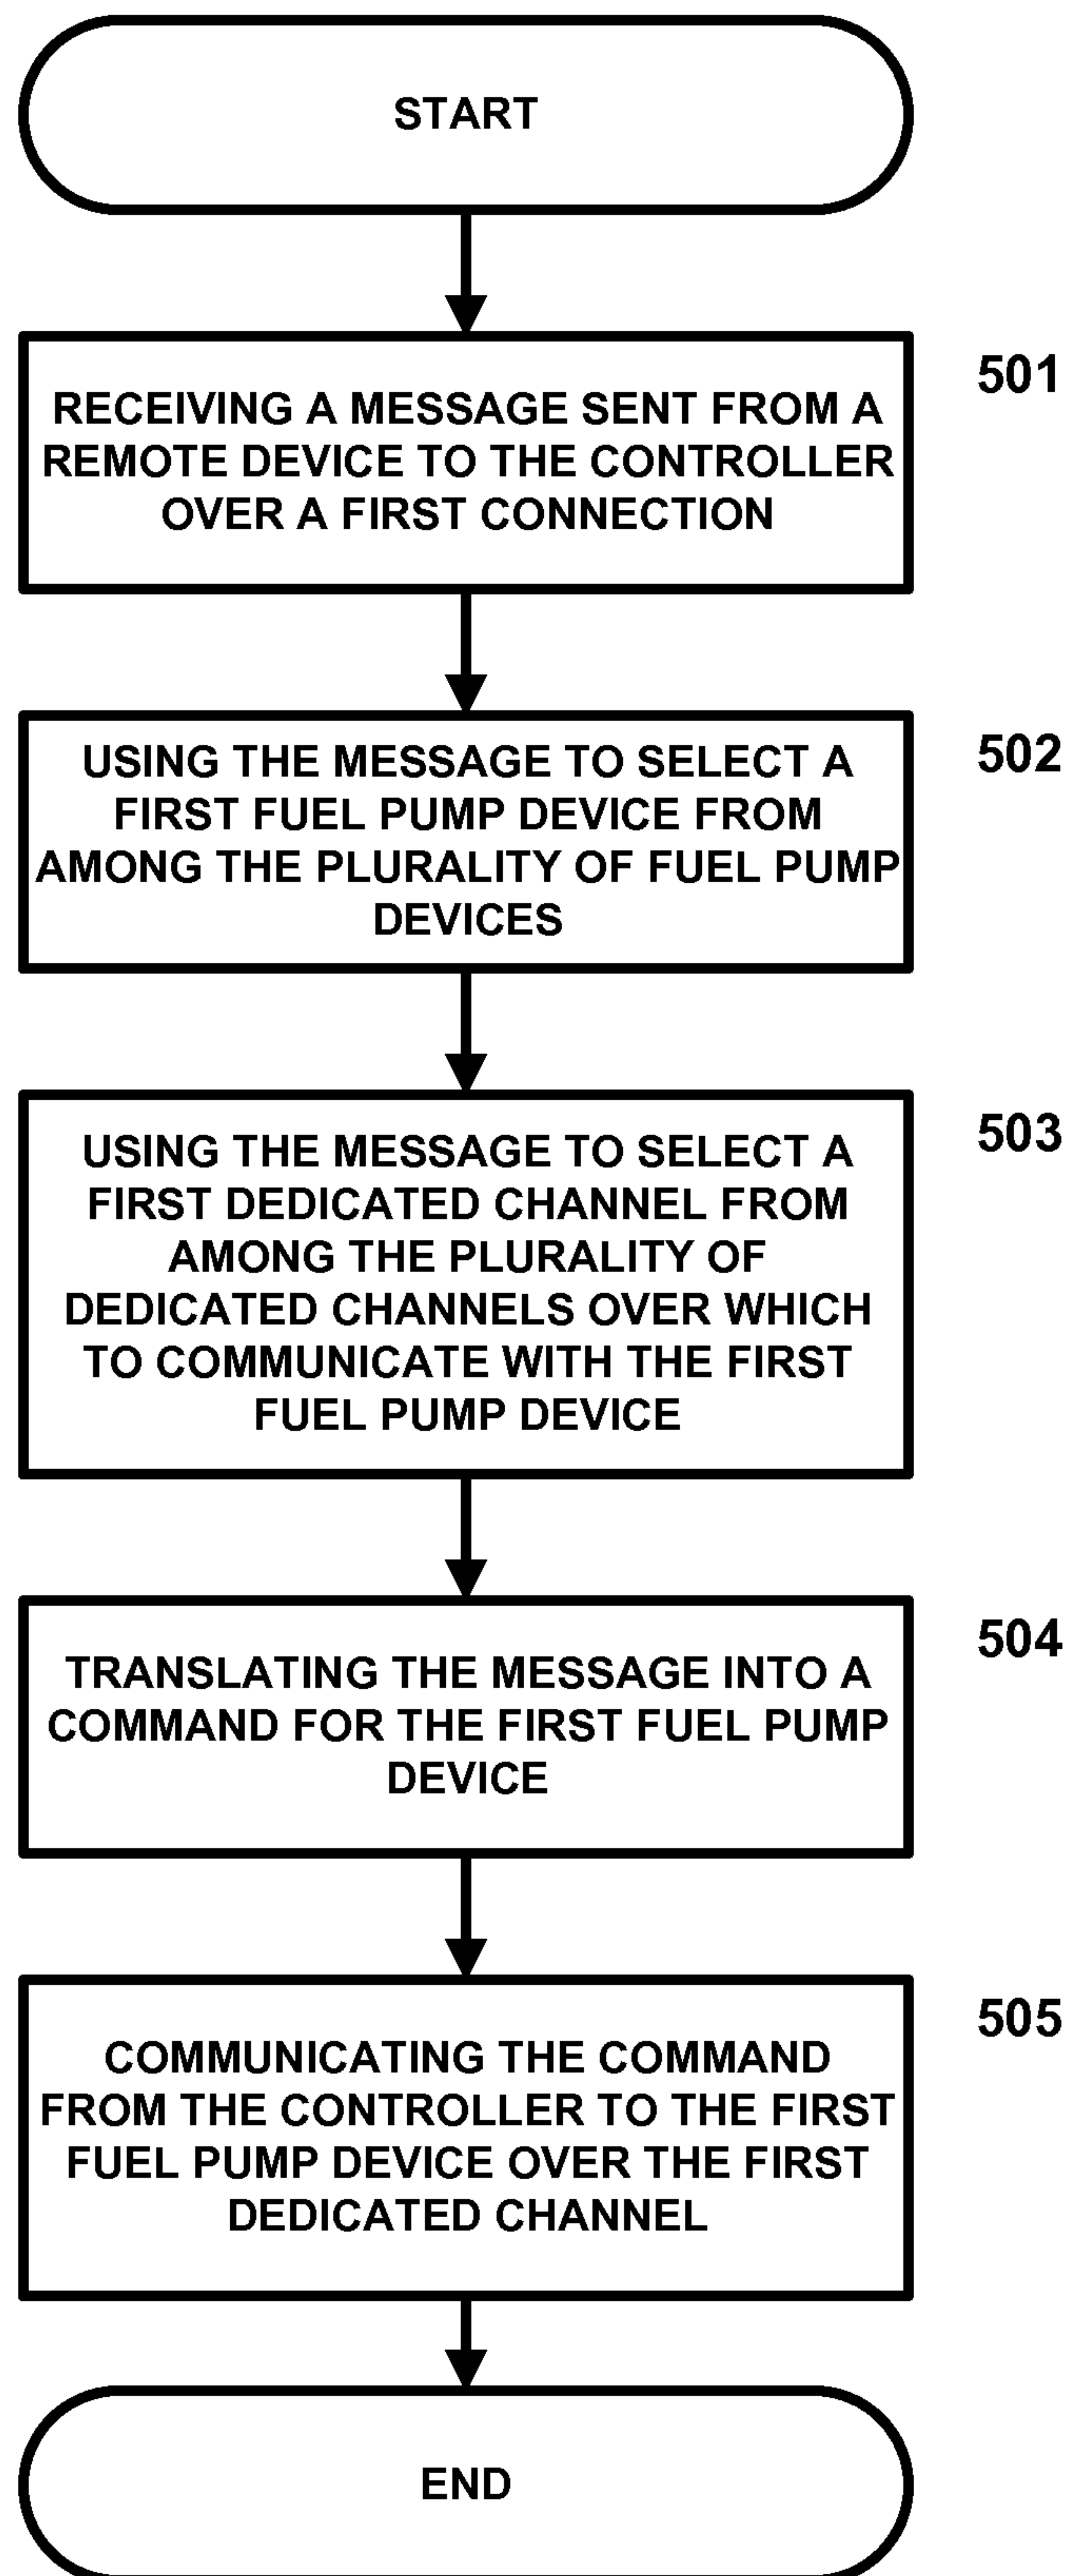 START
RECEIVING A MESSAGE SENT FROM A
REMOTE DEVICE TO THE CONTROLLER
OVER A FIRST CONNECTION
501
USING THE MESSAGE TO SELECT A
FIRST FUEL PUMP DEVICE FROM
AMONG THE PLURALITY OF FUEL PUMP
DEVICES
502
USING THE MESSAGE TO SELECT A
FIRST DEDICATED CHANNEL FROM
AMONG THE PLURALITY OF
DEDICATED CHANNELS OVER WHICH
TO COMMUNICATE WITH THE FIRST
FUEL PUMP DEVICE
503
TRANSLATING THE MESSAGE INTO A
COMMAND FOR THE FIRST FUEL PUMP
DEVICE
504
COMMUNICATING THE COMMAND
FROM THE CONTROLLER TO THE FIRST
FUEL PUMP DEVICE OVER THE FIRST
DEDICATED CHANNEL
505
END